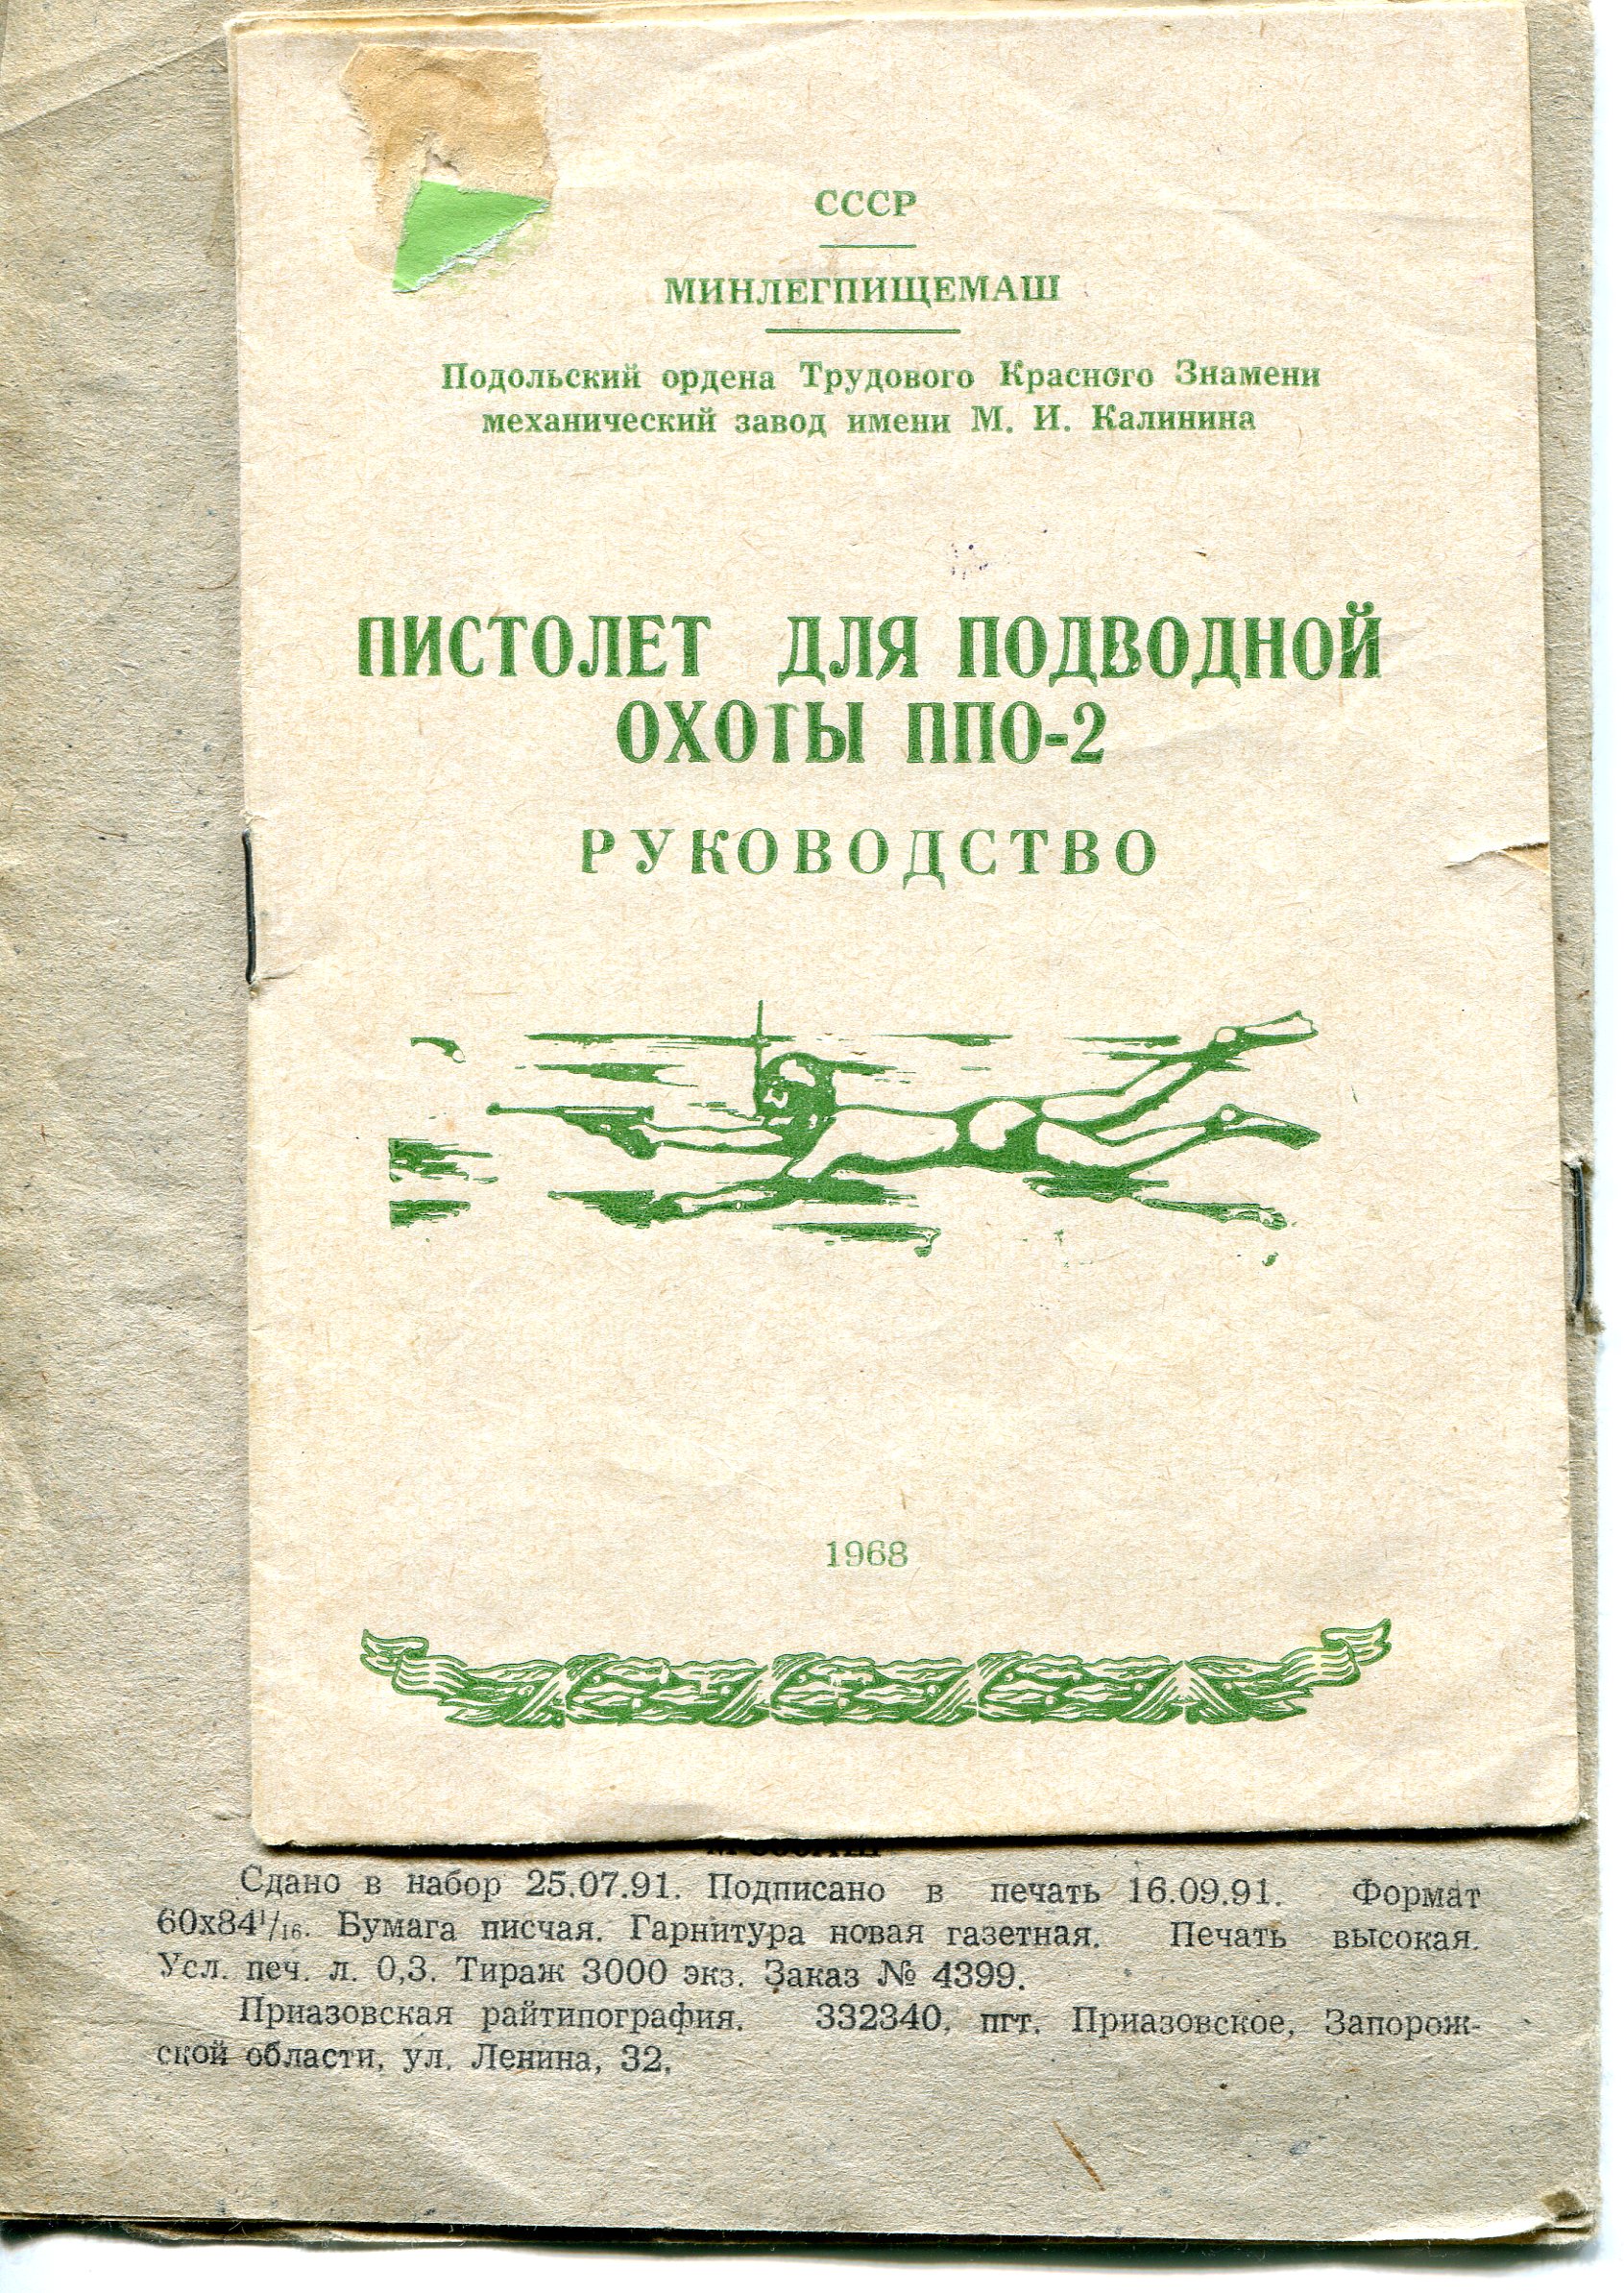 СССР
МИНЛЕГПИЩЕМАШ
Подольский ордена Трудового Красного Знамени
механический завод имени М. И. Калинина
ПИСТОЛЕТ ДЛЯ ПОДВОДНОЙ
ОХОТЫ ППО-2
РУКОВОДСТВО
1968
Сдано в набор 25.07.91. Подписано в печать 16.09.91. Формат
60х84¹/₁₆. Бумага писчая. Гарнитура новая газетная. Печать высокая.
Усл. печ. л. 0,3. Тираж 3000 экз. Заказ № 4399.
Приазовская райтипография. 332340, пгт. Приазовское, Запорож-
ской области, ул. Ленина, 32.